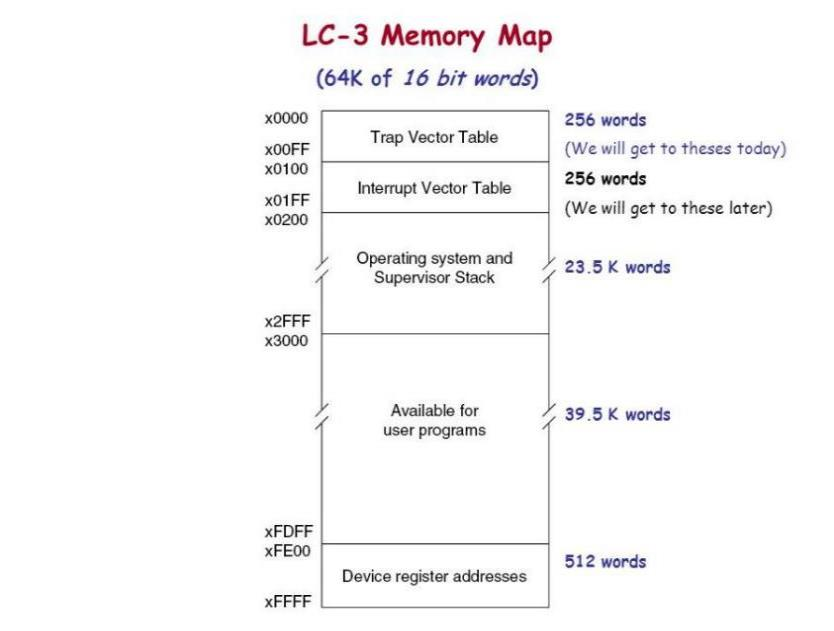 LC-3 Memory Map
(64K of 16 bit words)
x0000
Trap Vector Table
256 words
x00FF
(We will get to theses today)
x0100
Interrupt Vector Table
256 words
x01FF
(We will get to these later)
x0200
Operating system and
Supervisor Stack
23.5 K words
x2FFF
x3000
Available for
user programs
39.5 K words
xFDFF
xFE00
Device register addresses
512 words
xFFFF